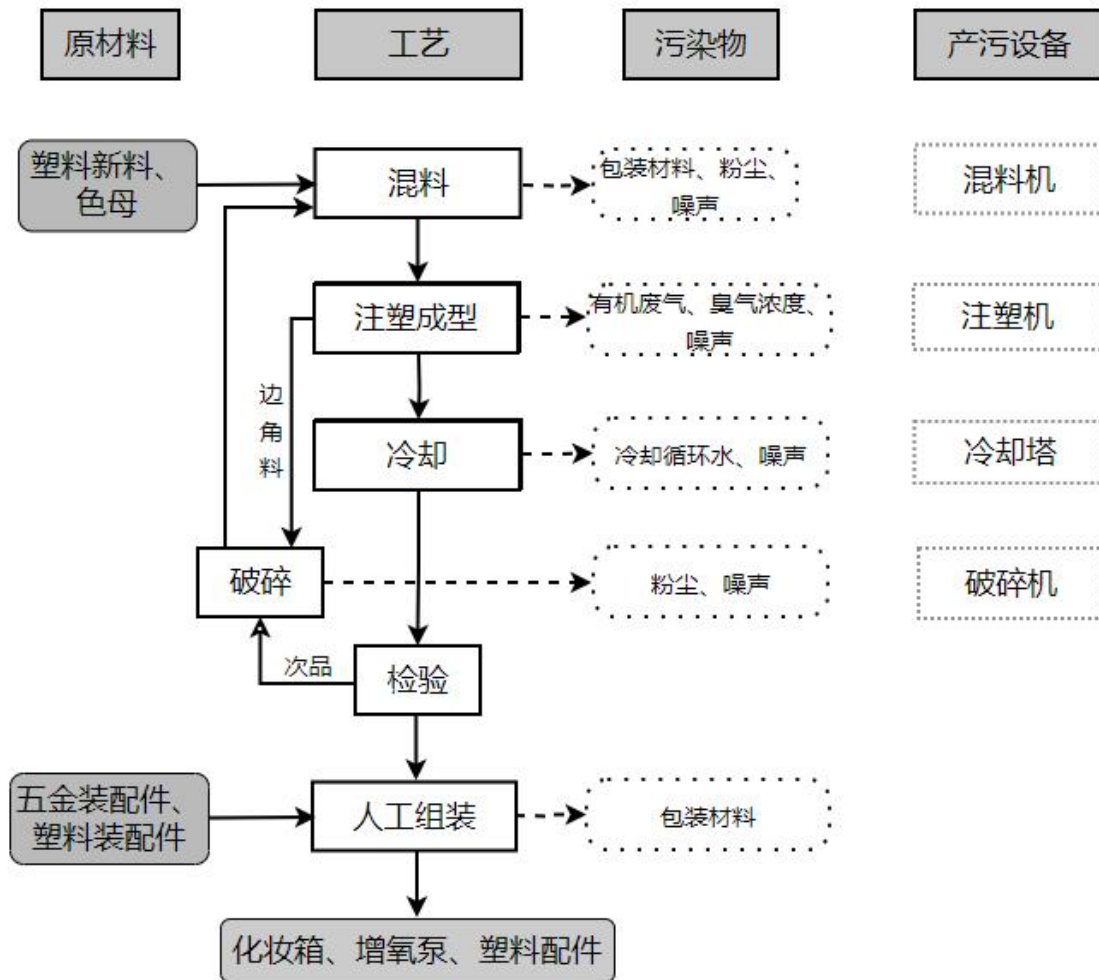 原材料
工艺
污染物
产污设备
塑料新料、
色母
混料
包装材料、粉尘、
噪声
混料机
注塑成型
有机废气、臭气浓度、
噪声
注塑机
边
角
料
冷却
冷却循环水、噪声
冷却塔
破碎
粉尘、噪声
破碎机
次品
检验
五金装配件、
塑料装配件
人工组装
包装材料
化妆箱、增氧泵、塑料配件